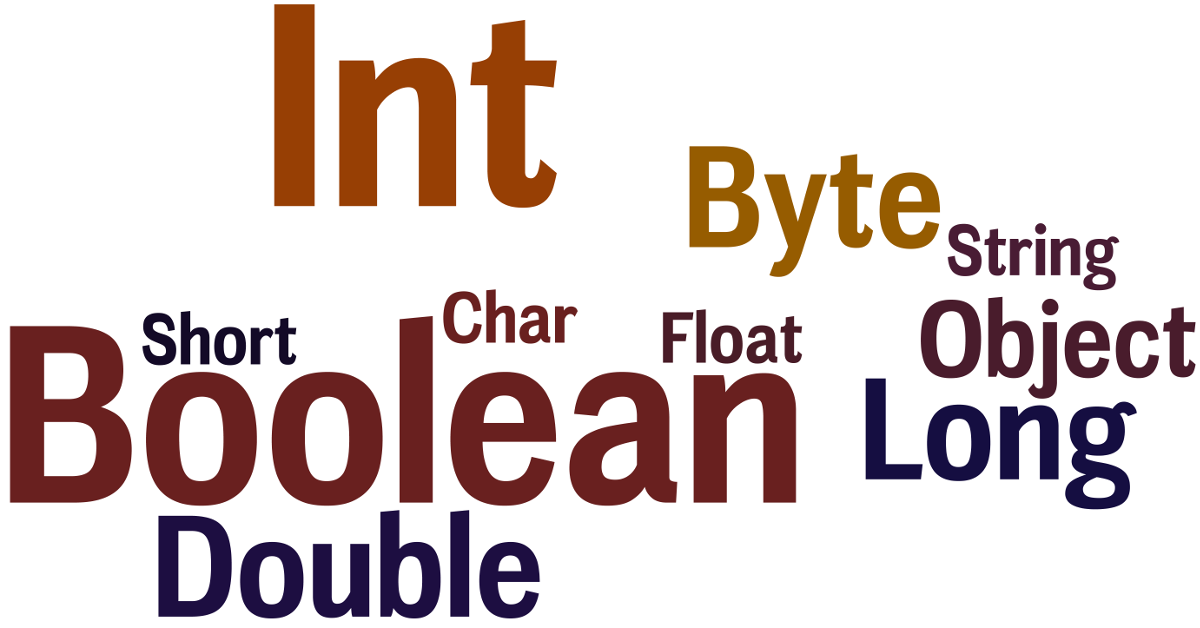 Int
Byte
String
Short
Char
Float
Object
Boolean
Long
Double